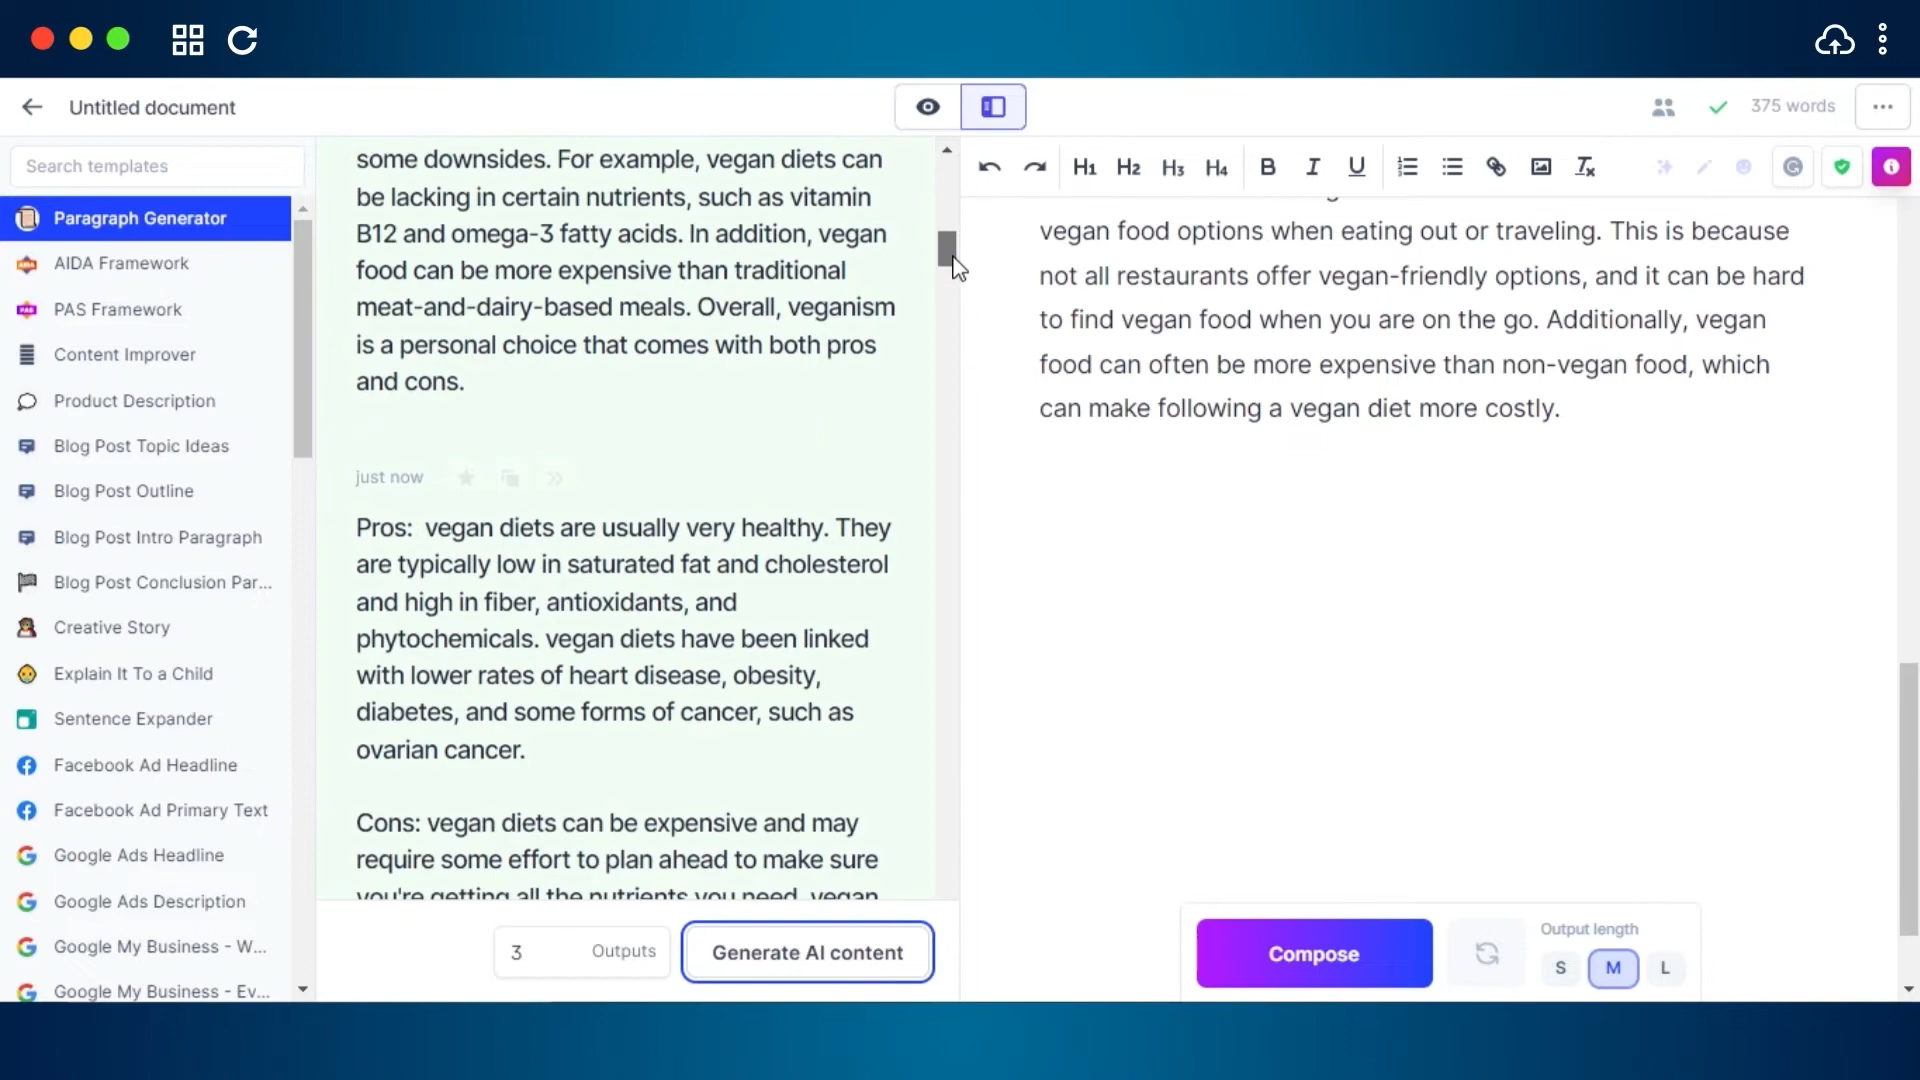 Untitled document
375 words
Search templates
Paragraph Generator
AIDA Framework
PAS Framework
Content Improver
Product Description
Blog Post Topic Ideas
Blog Post Outline
Blog Post Intro Paragraph
Blog Post Conclusion Par...
Creative Story
Explain It To a Child
Sentence Expander
Facebook Ad Headline
Facebook Ad Primary Text
Google Ads Headline
Google Ads Description
Google My Business - W...
Google My Business - Ev...
some downsides. For example, vegan diets can
be lacking in certain nutrients, such as vitamin
B12 and omega-3 fatty acids. In addition, vegan
food can be more expensive than traditional
meat-and-dairy-based meals. Overall, veganism
is a personal choice that comes with both pros
and cons.
just now
Pros:  vegan diets are usually very healthy. They
are typically low in saturated fat and cholesterol
and high in fiber, antioxidants, and
phytochemicals. vegan diets have been linked
with lower rates of heart disease, obesity,
diabetes, and some forms of cancer, such as
ovarian cancer.
Cons: vegan diets can be expensive and may
require some effort to plan ahead to make sure
you're getting all the nutrients you need. vegan
3 Outputs
Generate AI content
H1 H2 H3 H4 B I U
vegan food options when eating out or traveling. This is because
not all restaurants offer vegan-friendly options, and it can be hard
to find vegan food when you are on the go. Additionally, vegan
food can often be more expensive than non-vegan food, which
can make following a vegan diet more costly.
Compose
Output length
S M L